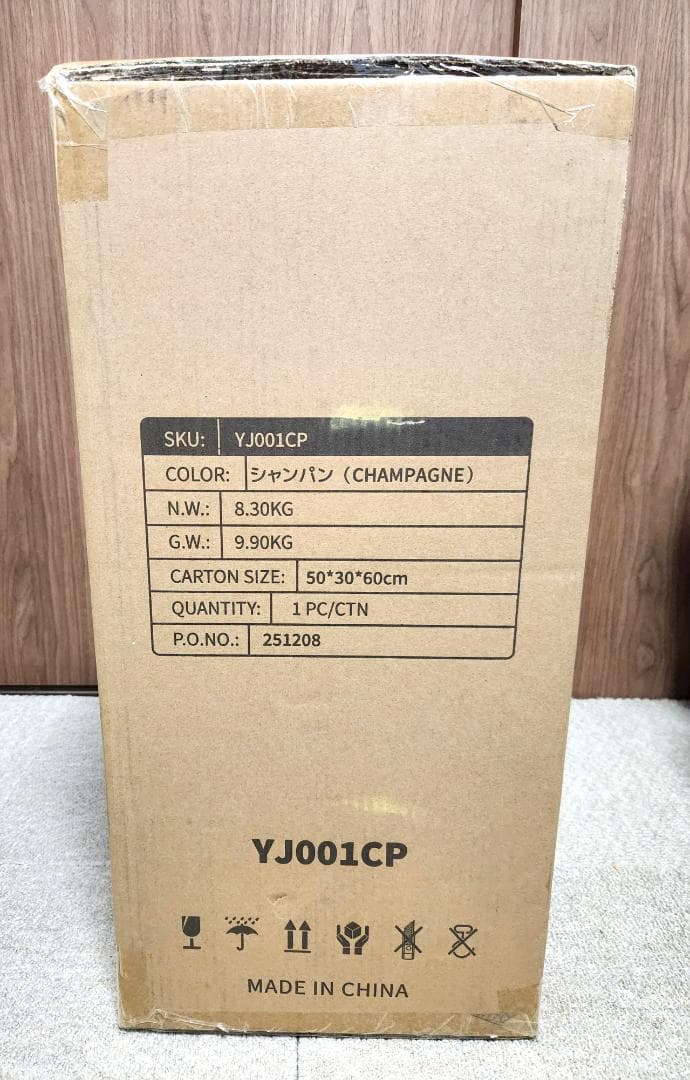 SKU: YJ001CP
COLOR: シャンパン（CHAMPAGNE）
N.W.: 8.30KG
G.W.: 9.90KG
CARTON SIZE: 50*30*60cm
QUANTITY: 1 PC/CTN
P.O.NO.: 251208
YJ001CP
MADE IN CHINA